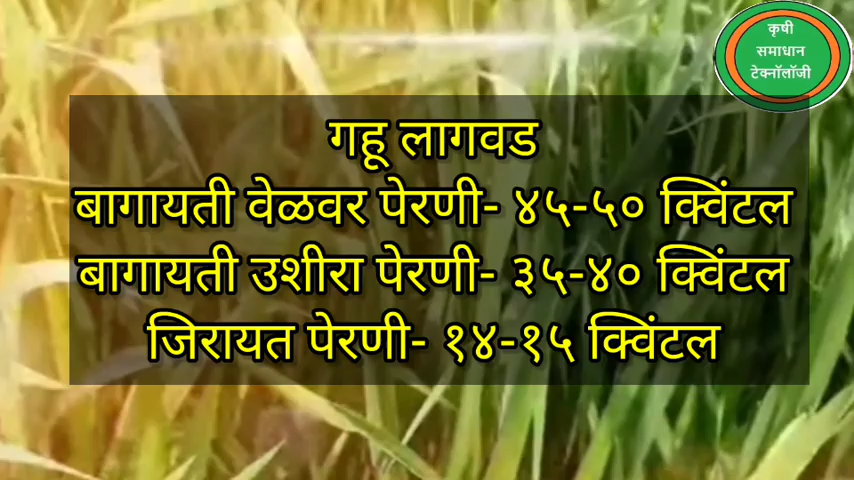 कृषी
समाधान
टेक्नॉलॉजी
गहू लागवड
बागायती वेळवर पेरणी- ४५-५० क्विंटल
बागायती उशीरा पेरणी- ३५-४० क्विंटल
जिरायत पेरणी- १४-१५ क्विंटल